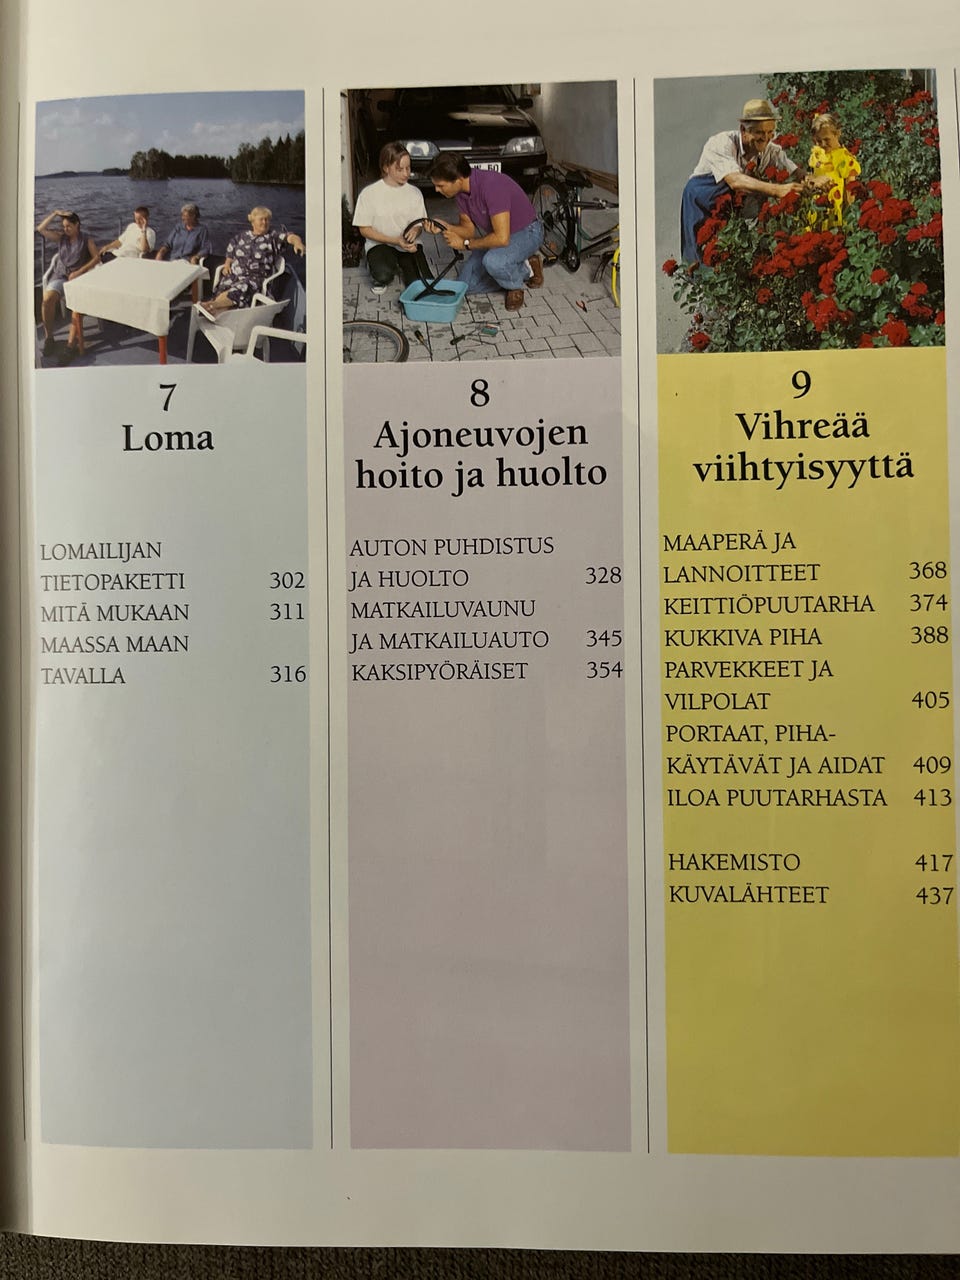 7
Loma
LOMAILIJAN
TIETOPAKETTI 302
MITÄ MUKAAN 311
MAASSA MAAN
TAVALLA 316
8
Ajoneuvojen
hoito ja huolto
AUTON PUHDISTUS
JA HUOLTO 328
MATKAILUVAUNU
JA MATKAILUAUTO 345
KAKSIPYÖRÄISET 354
9
Vihreää
viihtyisyyttä
MAAPERÄ JA
LANNOITTEET 368
KEITTIÖPUUTARHA 374
KUKKIVA PIHA 388
PARVEKKEET JA
VILPOLAT 405
PORTAAT, PIHA-
KÄYTÄVÄT JA AIDAT 409
ILOA PUUTARHASTA 413
HAKEMISTO 417
KUVALÄHTEET 437